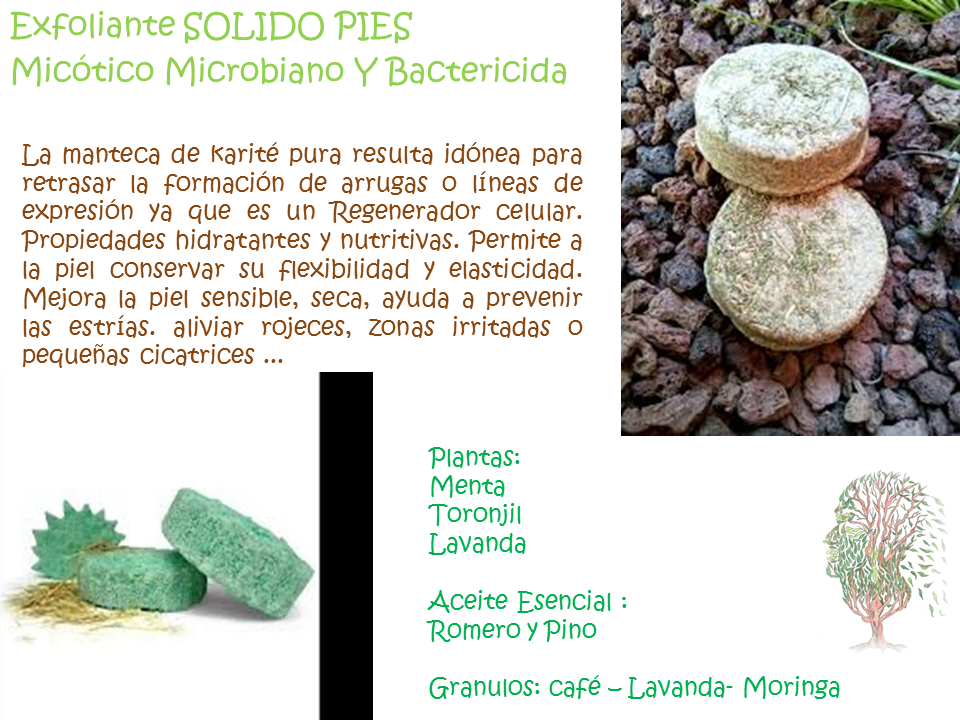 Exfoliante SOLIDO PIES
Micótico Microbiano Y Bactericida
La manteca de karité pura resulta idónea para
retrasar la formación de arrugas o líneas de
expresión ya que es un Regenerador celular.
Propiedades hidratantes y nutritivas. Permite a
la piel conservar su flexibilidad y elasticidad.
Mejora la piel sensible, seca, ayuda a prevenir
las estrías. aliviar rojeces, zonas irritadas o
pequeñas cicatrices ...
Plantas:
Menta
Toronjil
Lavanda
Aceite Esencial :
Romero y Pino
Granulos: café – Lavanda- Moringa